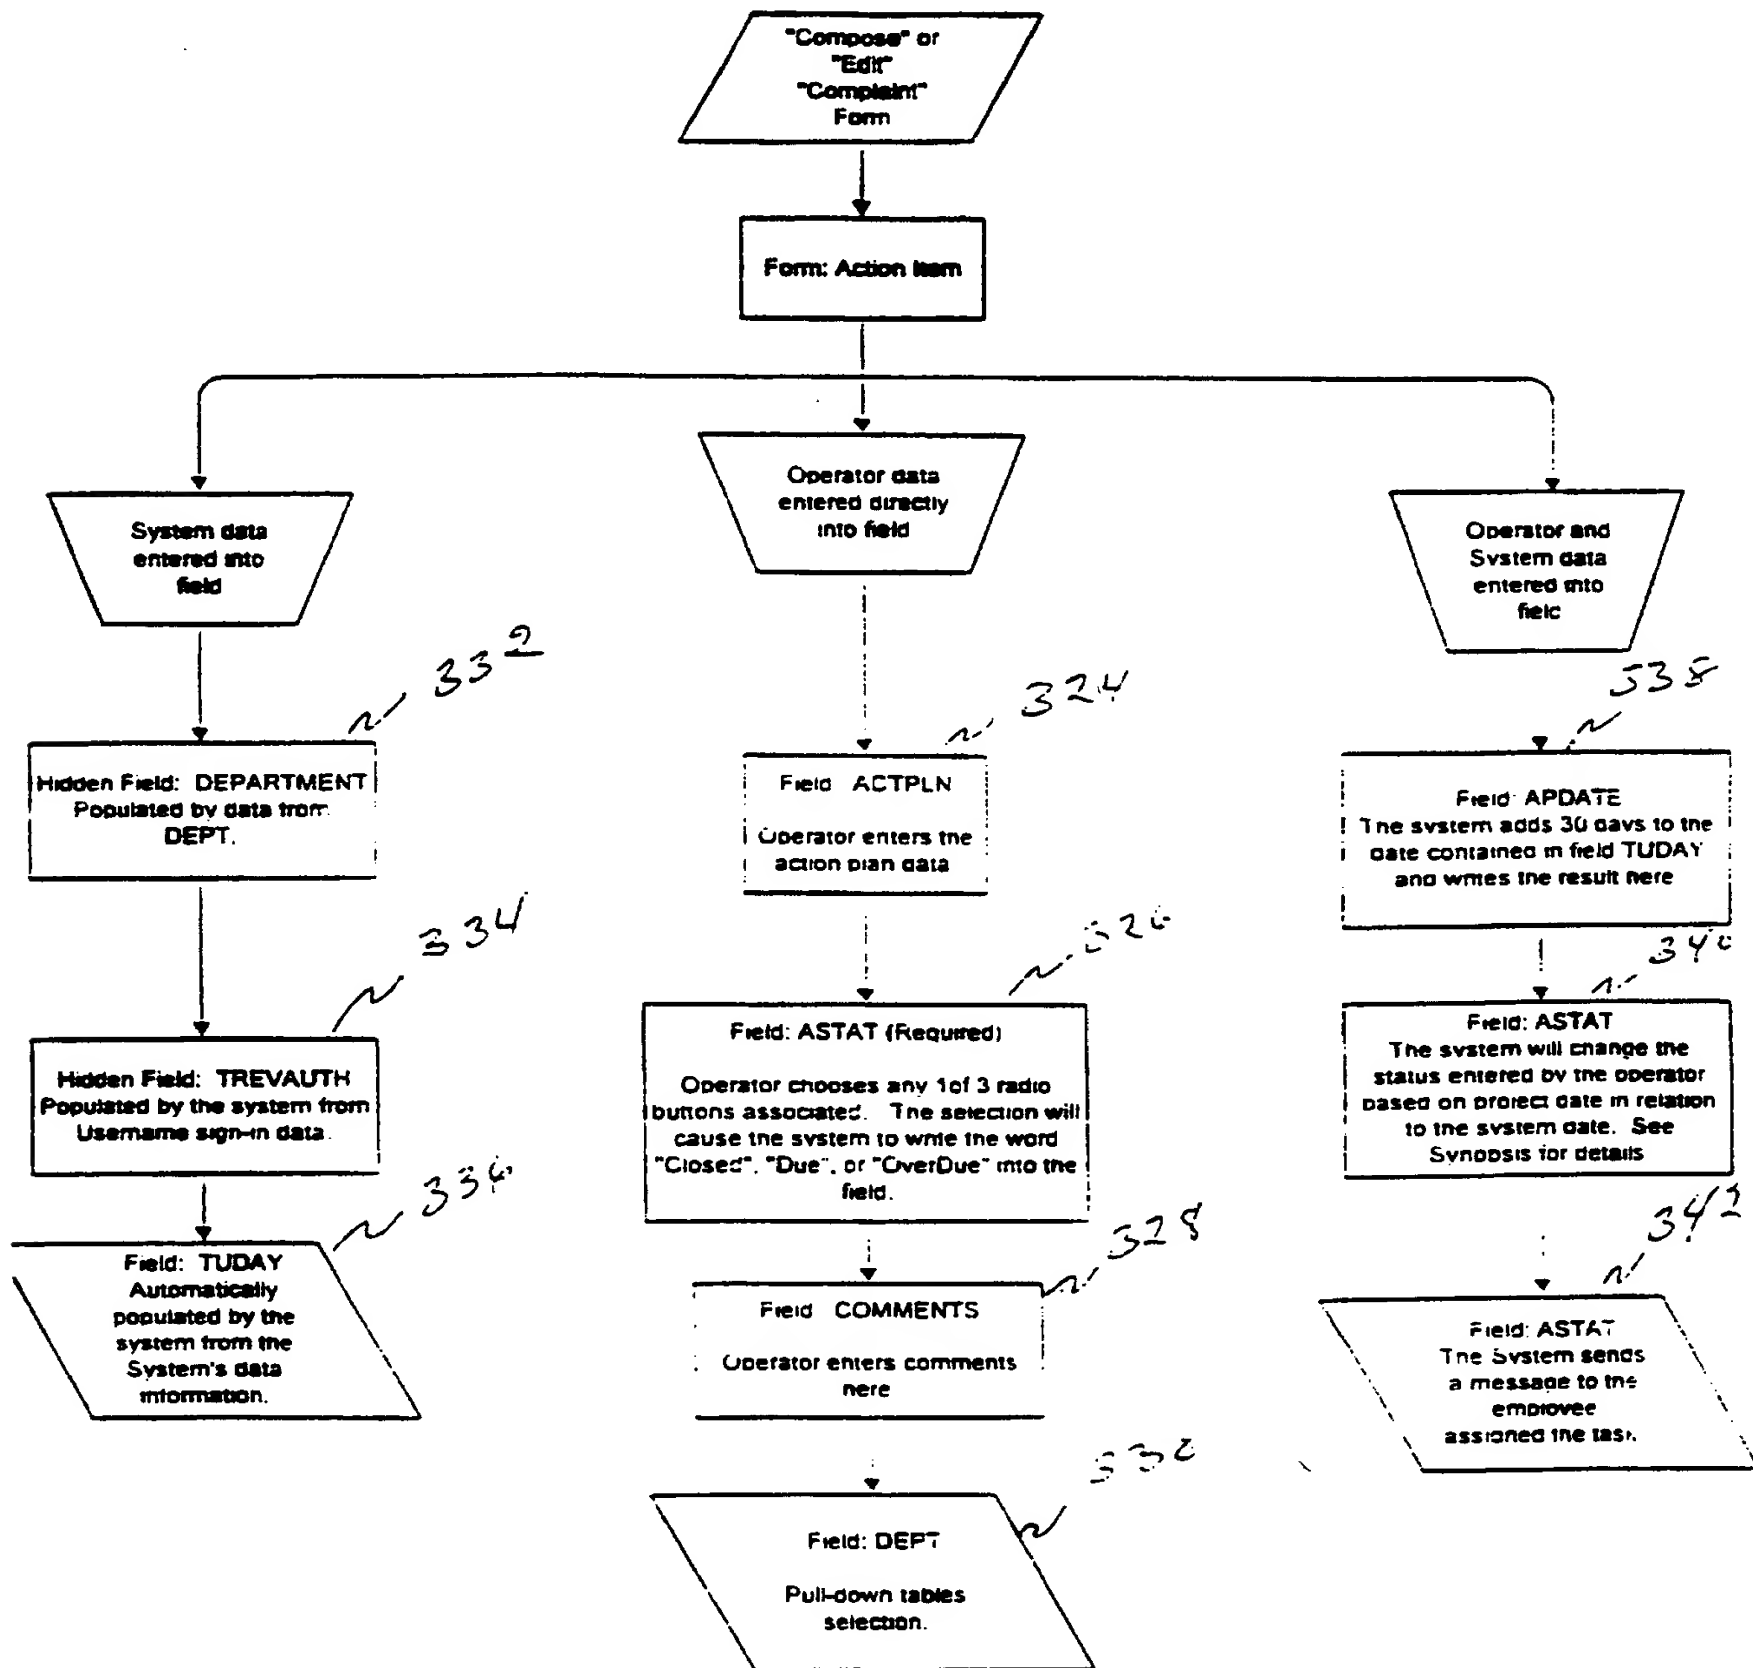 "Compose" or
"Edit"
"Complaint"
Form
Form: Action Item
System data
entered into
field
Operator data
entered directly
into field
Operator and
System data
entered into
field
332
324
538
Hidden Field: DEPARTMENT
Populated by data from
DEPT.
Field ACTPLN
Operator enters the
action plan data
Field: APDATE
The system adds 30 days to the
date contained in field TUDAY
and writes the result here
334
326
340
Hidden Field: TREVAUTH
Populated by the system from
Username sign-in data.
Field: ASTAT (Required)
Operator chooses any 1of 3 radio
buttons associated. The selection will
cause the system to write the word
"Closed", "Due", or "OverDue" into the
field.
Field: ASTAT
The system will change the
status entered by the operator
based on project date in relation
to the system date. See
Synopsis for details
336
328
342
Field: TUDAY
Automatically
populated by the
system from the
System's data
information.
Field COMMENTS
Operator enters comments
here
Field: ASTAT
The System sends
a message to the
employee
assigned the task.
330
Field: DEPT
Pull-down tables
selection.